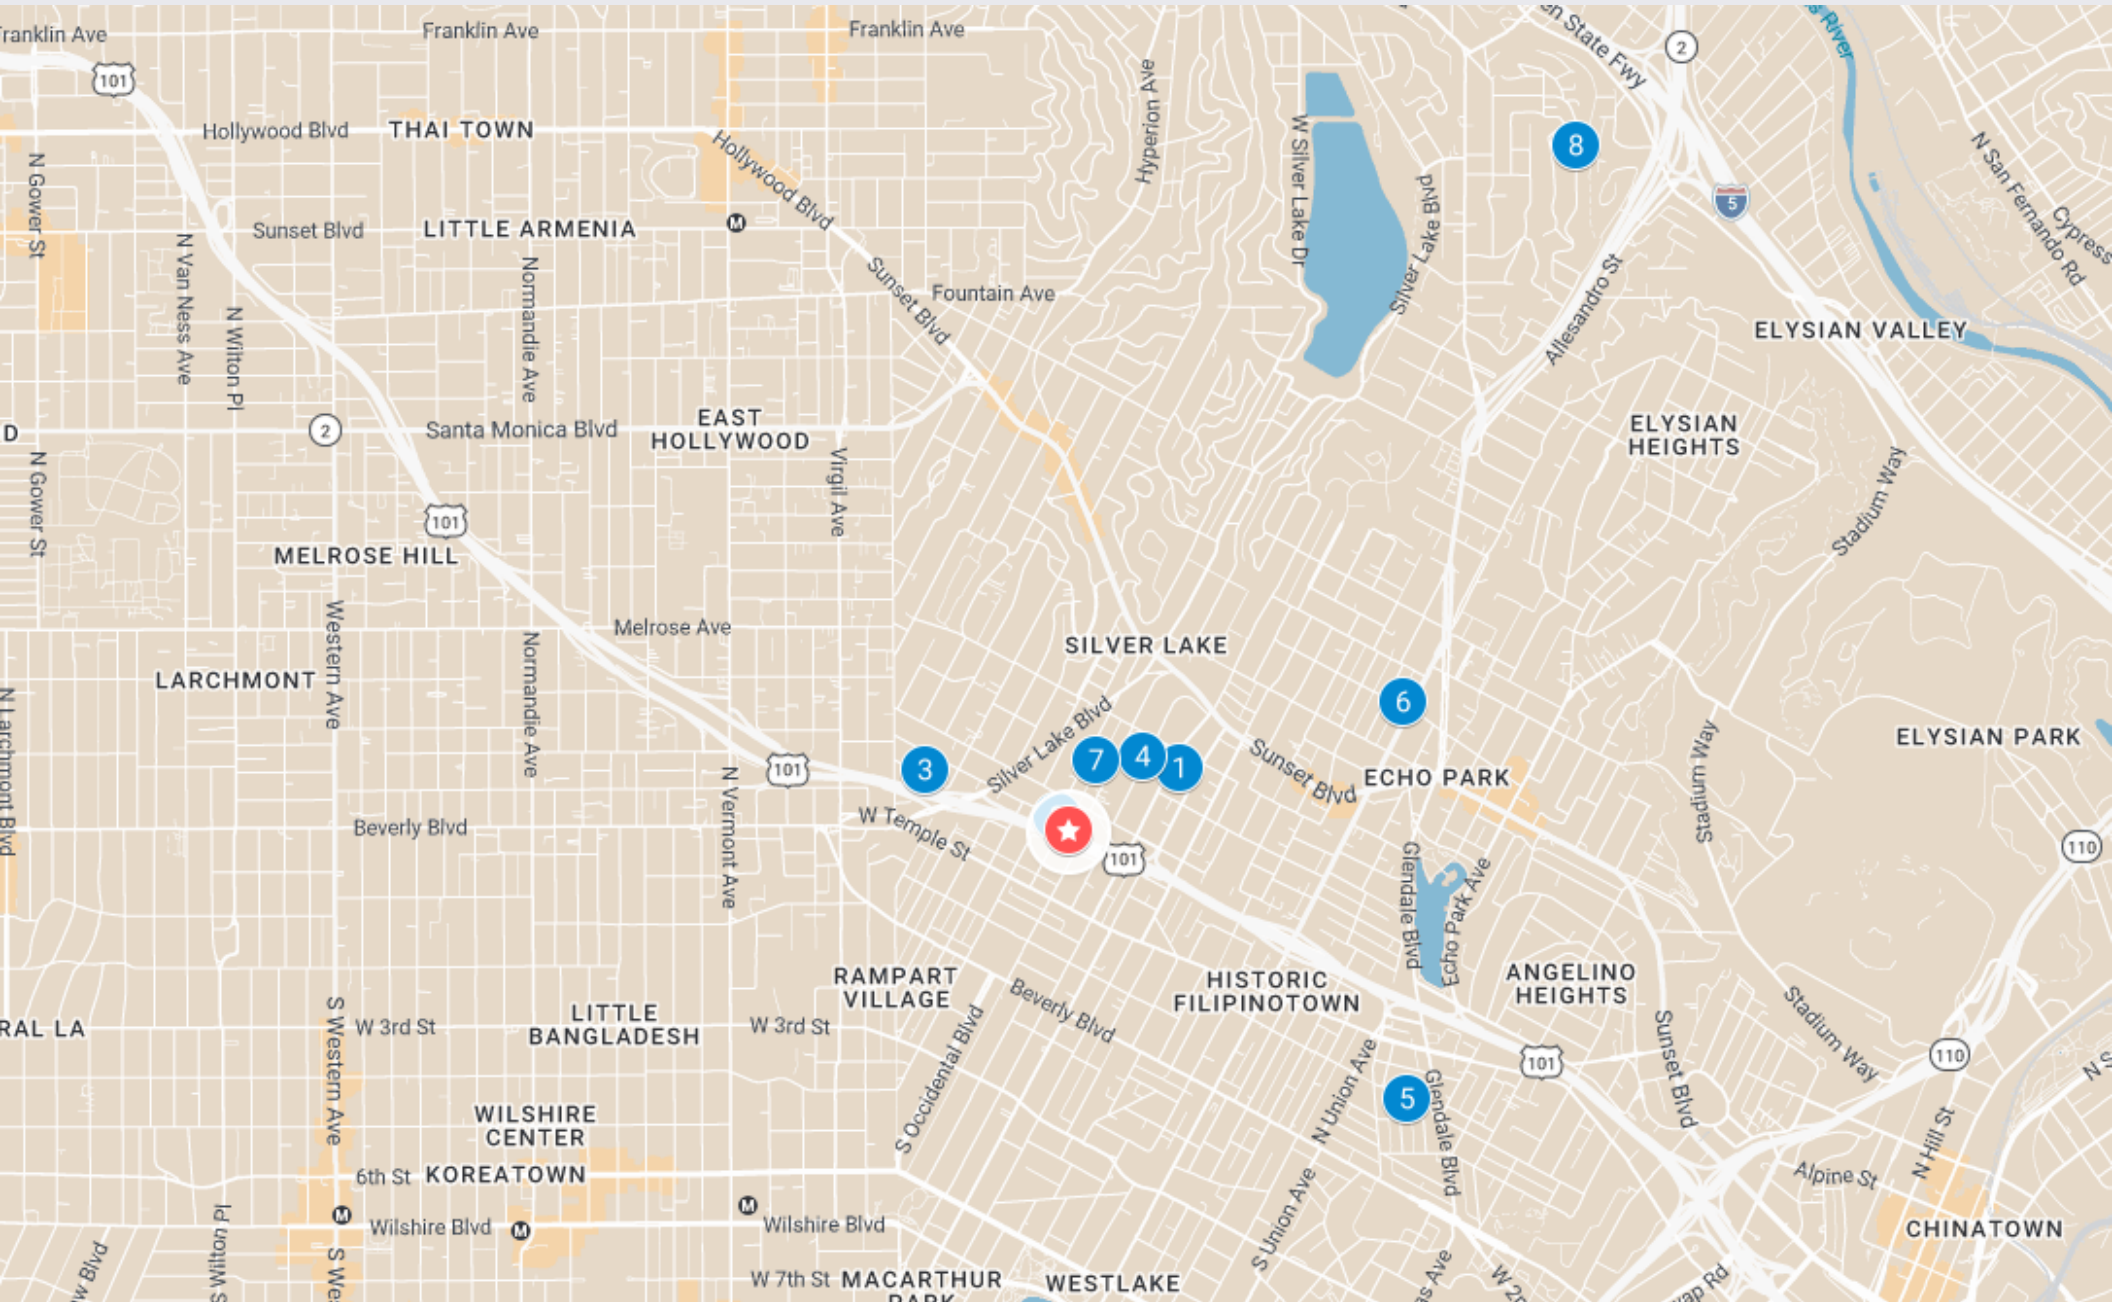 Franklin Ave
Franklin Ave
Franklin Ave
101
2
Hollywood Blvd
THAI TOWN
Hollywood Blvd
Hyperion Ave
W Silver Lake Dr
8
N Gower St
Sunset Blvd
LITTLE ARMENIA
M
Silver Lake Blvd
5
N San Fernando Rd
Cypress
N Van Ness Ave
N Wilton Pl
Normandie Ave
Sunset Blvd
Fountain Ave
Allesandro St
ELYSIAN VALLEY
D
2
Santa Monica Blvd
EAST
HOLLYWOOD
ELYSIAN
HEIGHTS
N Gower St
Virgil Ave
Stadium Way
101
MELROSE HILL
Western Ave
Normandie Ave
Melrose Ave
SILVER LAKE
LARCHMONT
N Larchmont Blvd
6
Silver Lake Blvd
Stadium Way
ELYSIAN PARK
101
3
7
4
1
Sunset Blvd
ECHO PARK
N Vermont Ave
Beverly Blvd
W Temple St
101
Glendale Blvd
Echo Park Ave
110
RAMPART
VILLAGE
HISTORIC
FILIPINOTOWN
ANGELINO
HEIGHTS
Beverly Blvd
S Western Ave
W 3rd St
LITTLE
BANGLADESH
W 3rd St
S Occidental Blvd
RAL LA
Sunset Blvd
Stadium Way
N Union Ave
101
110
5
Glendale Blvd
WILSHIRE
CENTER
N Hill St
6th St
KOREATOWN
Alpine St
S Union Ave
S Wilton Pl
M
Wilshire Blvd
M
M
Wilshire Blvd
CHINATOWN
W 7th St
MACARTHUR
PARK
WESTLAKE